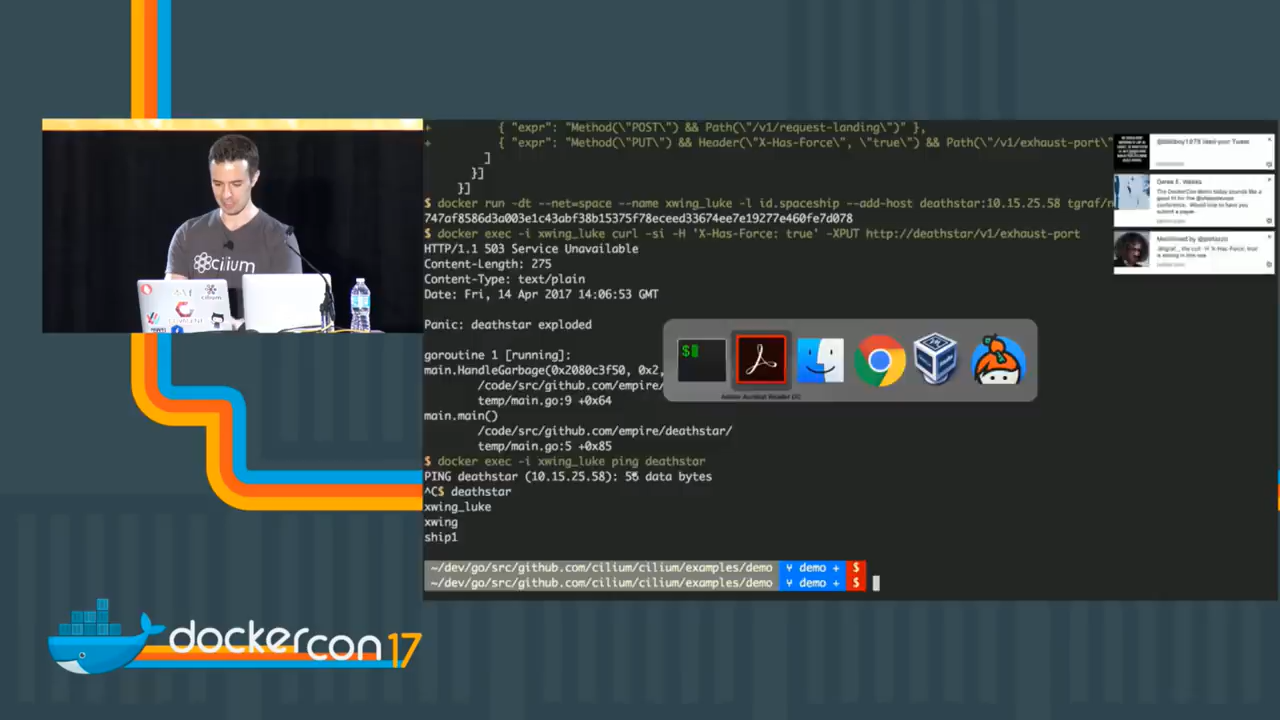 + { "expr": "Method(\"POST\") && Path(\"/v1/request-landing\")" },
+ { "expr": "Method(\"PUT\") && Header(\"X-Has-Force\", \"true\") && Path(\"/v1/exhaust-port\"
]
}]
}]
$ docker run -dt --net=space --name xwing_luke -l id.spaceship --add-host deathstar:10.15.25.58 tgraf/n
$ docker exec -i xwing_luke curl -si -H 'X-Has-Force: true' -XPUT http://deathstar/v1/exhaust-port
HTTP/1.1 503 Service Unavailable
Content-Length: 275
Content-Type: text/plain
Date: Fri, 14 Apr 2017 14:06:53 GMT
Panic: deathstar exploded
goroutine 1 [running]:
main.HandleGarbage(0x2080c3f50, 0x2,
/code/src/github.com/empire/
temp/main.go:9 +0x64
main.main()
/code/src/github.com/empire/deathstar/
temp/main.go:5 +0x85
$ docker exec -i xwing_luke ping deathstar
PING deathstar (10.15.25.58): 56 data bytes
^C$ deathstar
xwing_luke
xwing
ship1
~/dev/go/src/github.com/cilium/cilium/examples/demo demo + $
~/dev/go/src/github.com/cilium/cilium/examples/demo demo + $
Adobe Acrobat Reader DC
$
cilium
dockercon 17